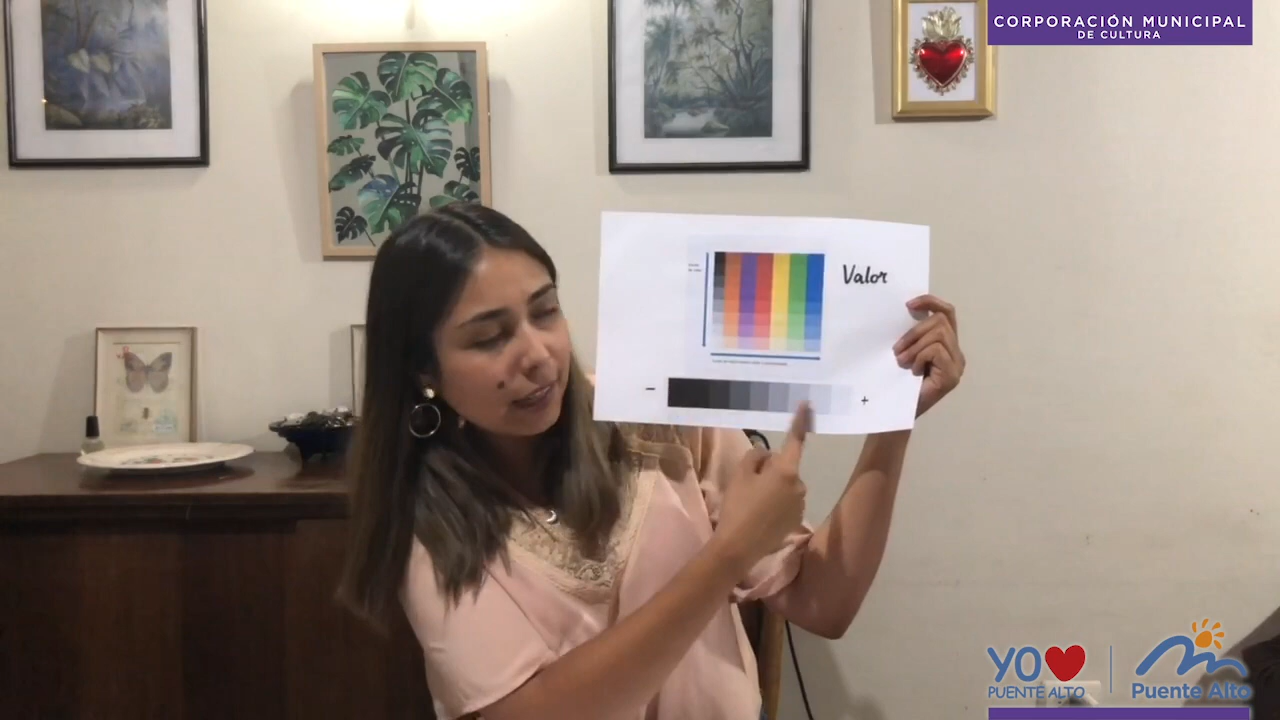 CORPORACIÓN MUNICIPAL
DE CULTURA
Valor
-
+
YO
PUENTE ALTO
Puente Alto